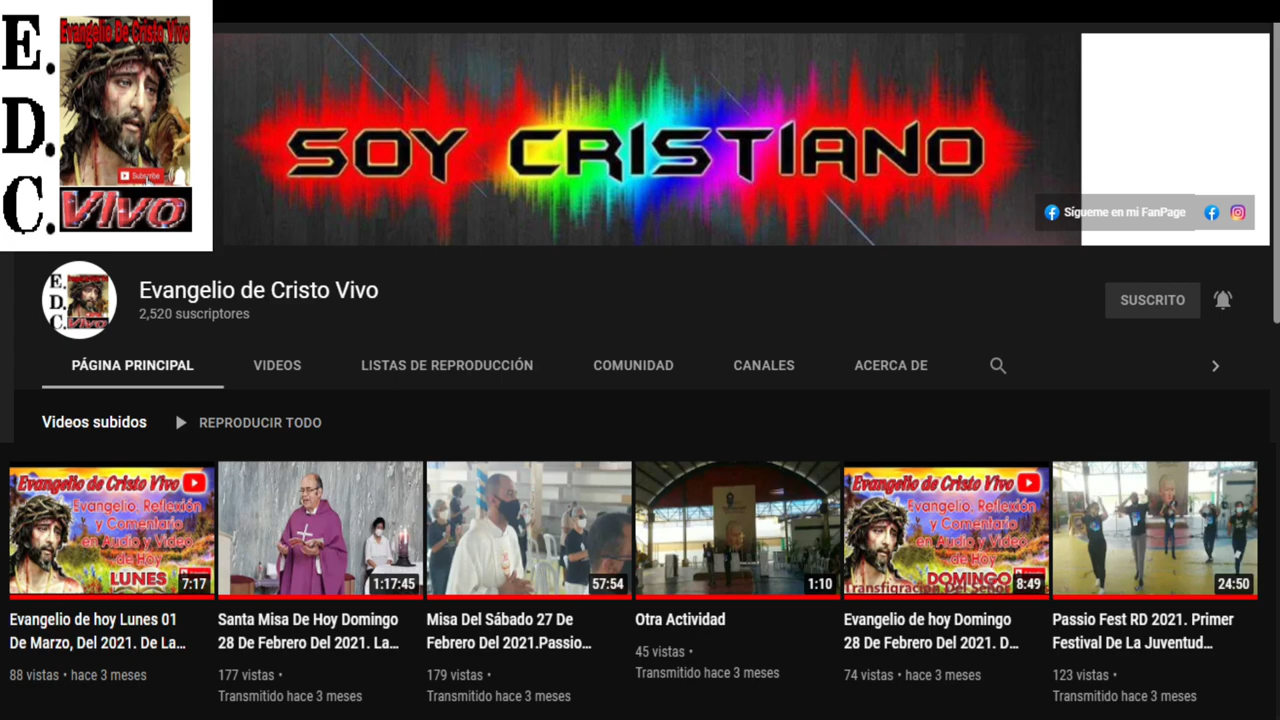 E.
D.
C.
Evangelio De Cristo Vivo
Subscribe
Vivo
SOY CRISTIANO
Sígueme en mi FanPage
Evangelio de Cristo Vivo
2,520 suscriptores
SUSCRITO
PÁGINA PRINCIPAL
VIDEOS
LISTAS DE REPRODUCCIÓN
COMUNIDAD
CANALES
ACERCA DE
Videos subidos
REPRODUCIR TODO
Evangelio de Cristo Vivo
Evangelio, Reflexión
y Comentario
en Audio y Video
de Hoy
LUNES
7:17
Evangelio de hoy Lunes 01
De Marzo, Del 2021. De La...
88 vistas • hace 3 meses
1:17:45
Santa Misa De Hoy Domingo
28 De Febrero Del 2021. La...
177 vistas •
Transmitido hace 3 meses
57:54
Misa Del Sábado 27 De
Febrero Del 2021.Passio...
179 vistas •
Transmitido hace 3 meses
1:10
Otra Actividad
45 vistas •
Transmitido hace 3 meses
Evangelio de Cristo Vivo
Evangelio, Reflexión
y Comentario
en Audio y Video
de Hoy
DOMINGO
Transfigración Del Señor
8:49
Evangelio de hoy Domingo
28 De Febrero Del 2021. D...
74 vistas • hace 3 meses
24:50
Passio Fest RD 2021. Primer
Festival De La Juventud...
123 vistas •
Transmitido hace 3 meses